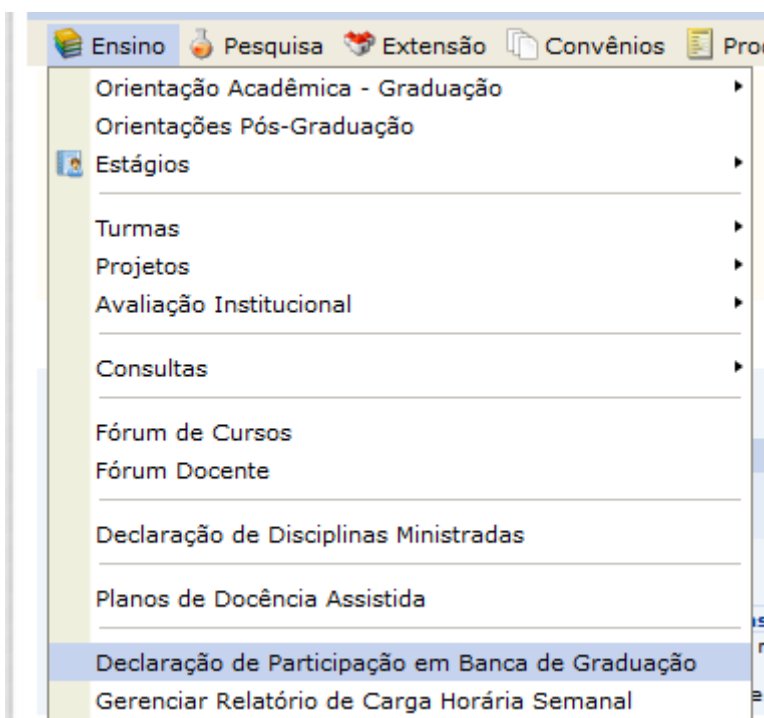 Ensino Pesquisa Extensão Convênios
Orientação Acadêmica - Graduação
Orientações Pós-Graduação
Estágios
Turmas
Projetos
Avaliação Institucional
Consultas
Fórum de Cursos
Fórum Docente
Declaração de Disciplinas Ministradas
Planos de Docência Assistida
Declaração de Participação em Banca de Graduação
Gerenciar Relatório de Carga Horária Semanal